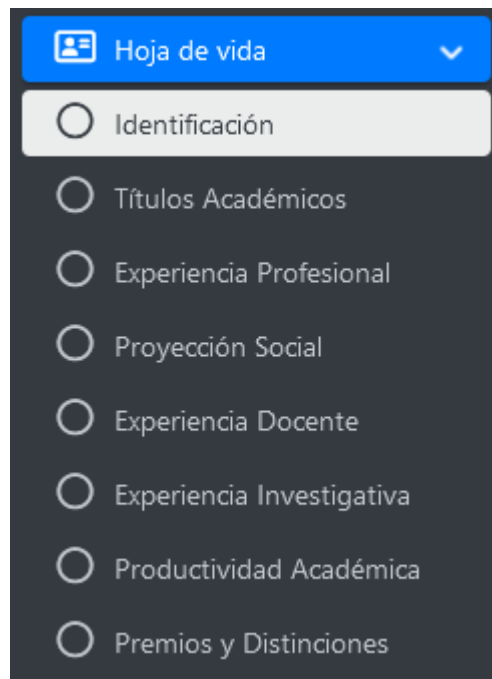 Hoja de vida
Identificación
Títulos Académicos
Experiencia Profesional
Proyección Social
Experiencia Docente
Experiencia Investigativa
Productividad Académica
Premios y Distinciones